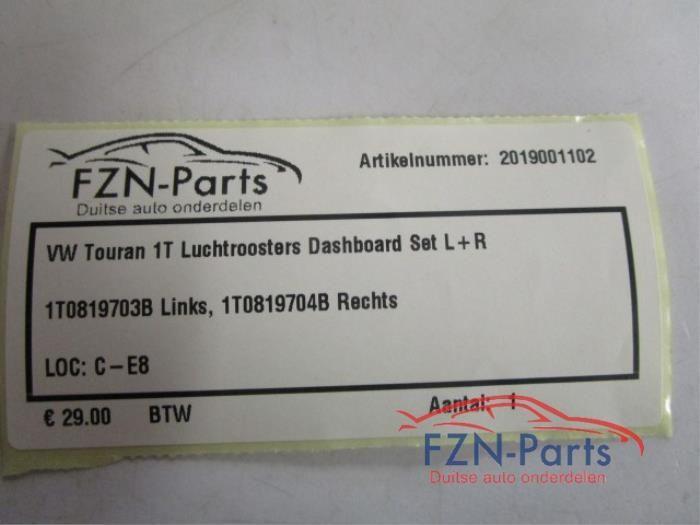 FZN-Parts
Duitse auto onderdelen
Artikelnummer: 2019001102
VW Touran 1T Luchtroosters Dashboard Set L+R
1T0819703B Links, 1T0819704B Rechts
LOC: C-E8
€ 29.00 BTW
Aantal: 1
FZN-Parts
Duitse auto onderdelen